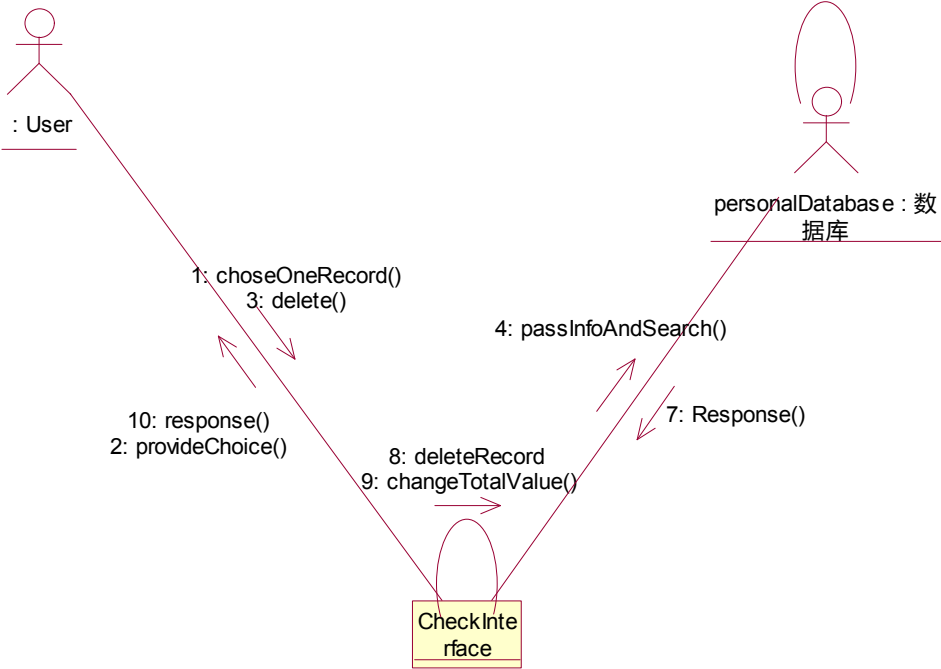 : User
personalDatabase : 数
据库
1: choseOneRecord()
3: delete()
4: passInfoAndSearch()
10: response()
2: provideChoice()
7: Response()
8: deleteRecord
9: changeTotalValue()
CheckInte
rface